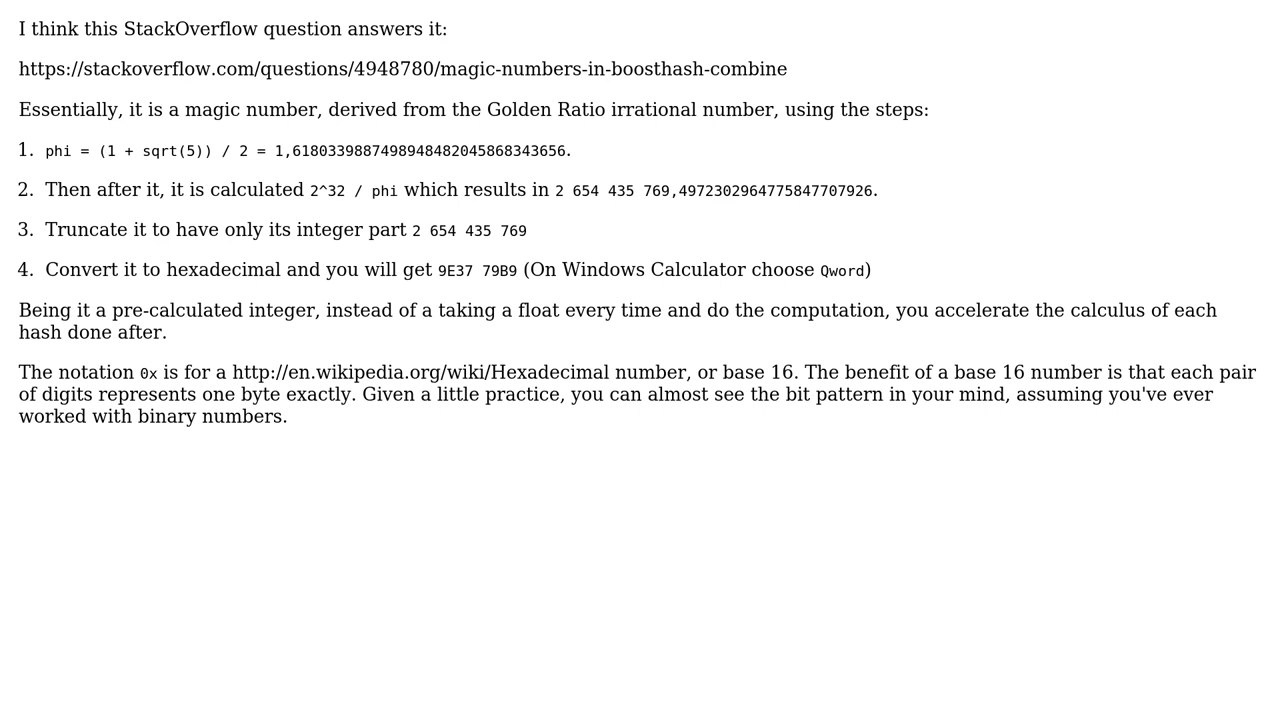 I think this StackOverflow question answers it:
https://stackoverflow.com/questions/4948780/magic-numbers-in-boosthash-combine
Essentially, it is a magic number, derived from the Golden Ratio irrational number, using the steps:
1. phi = (1 + sqrt(5)) / 2 = 1,6180339887498948482045868343656.
2. Then after it, it is calculated 2^32 / phi which results in 2 654 435 769,4972302964775847707926.
3. Truncate it to have only its integer part 2 654 435 769
4. Convert it to hexadecimal and you will get 9E37 79B9 (On Windows Calculator choose Qword)
Being it a pre-calculated integer, instead of a taking a float every time and do the computation, you accelerate the calculus of each
hash done after.
The notation 0x is for a http://en.wikipedia.org/wiki/Hexadecimal number, or base 16. The benefit of a base 16 number is that each pair
of digits represents one byte exactly. Given a little practice, you can almost see the bit pattern in your mind, assuming you've ever
worked with binary numbers.